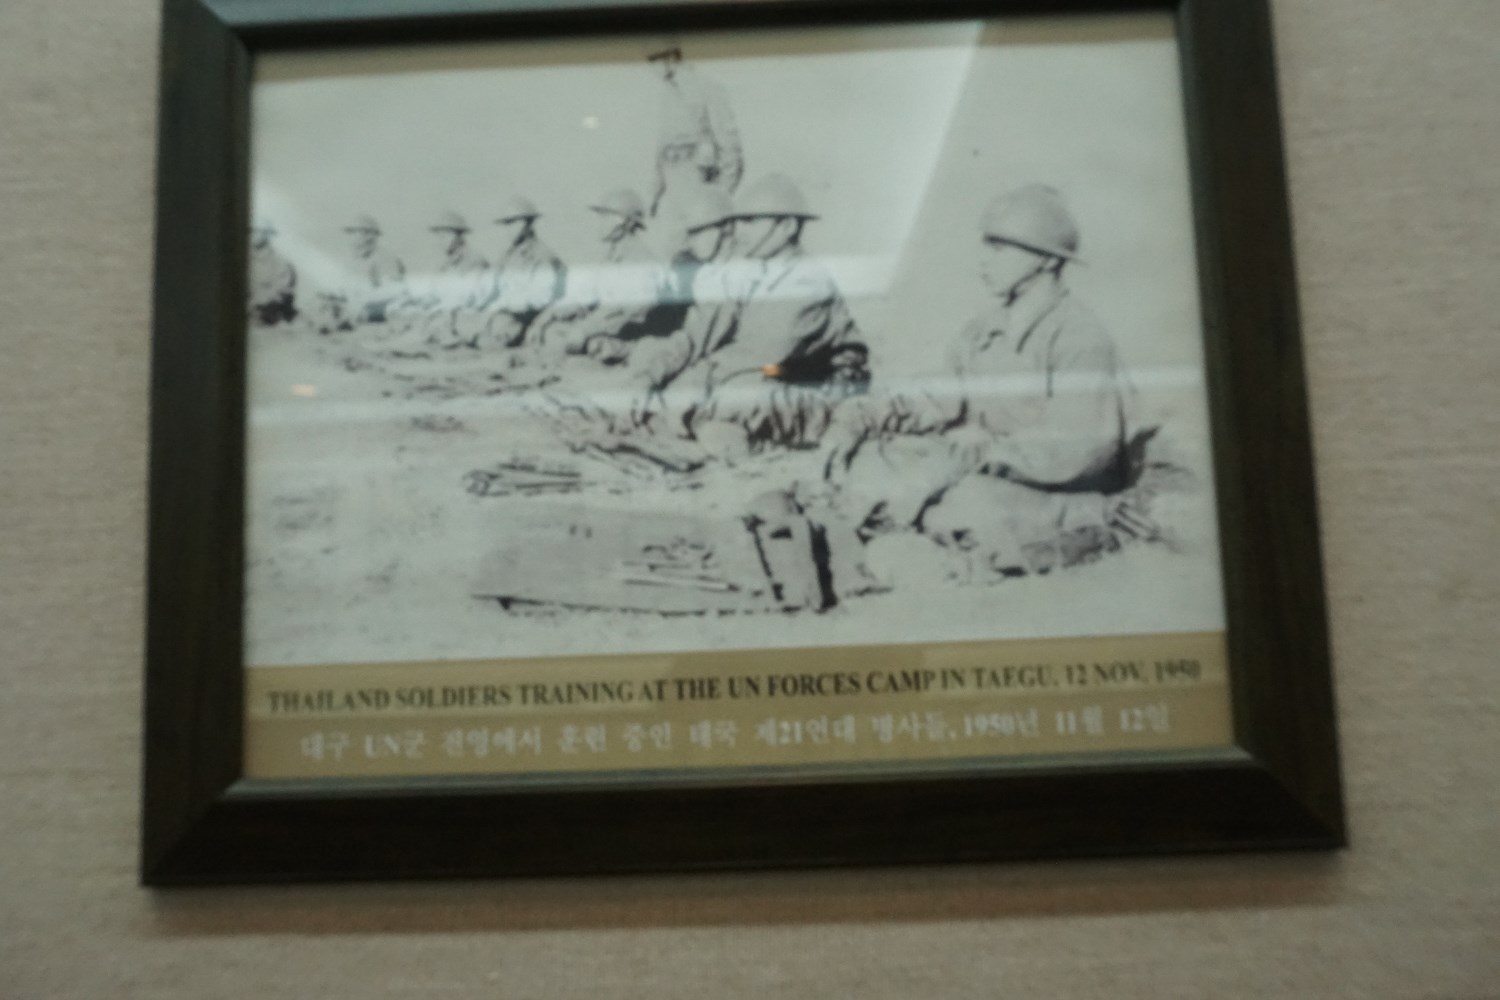 THAILAND SOLDIERS TRAINING AT THE UN FORCES CAMP IN TAEGU, 12 NOV, 1950
대구 UN군 진영에서 훈련 중인 태국 제21연대 병사들, 1950년 11월 12일